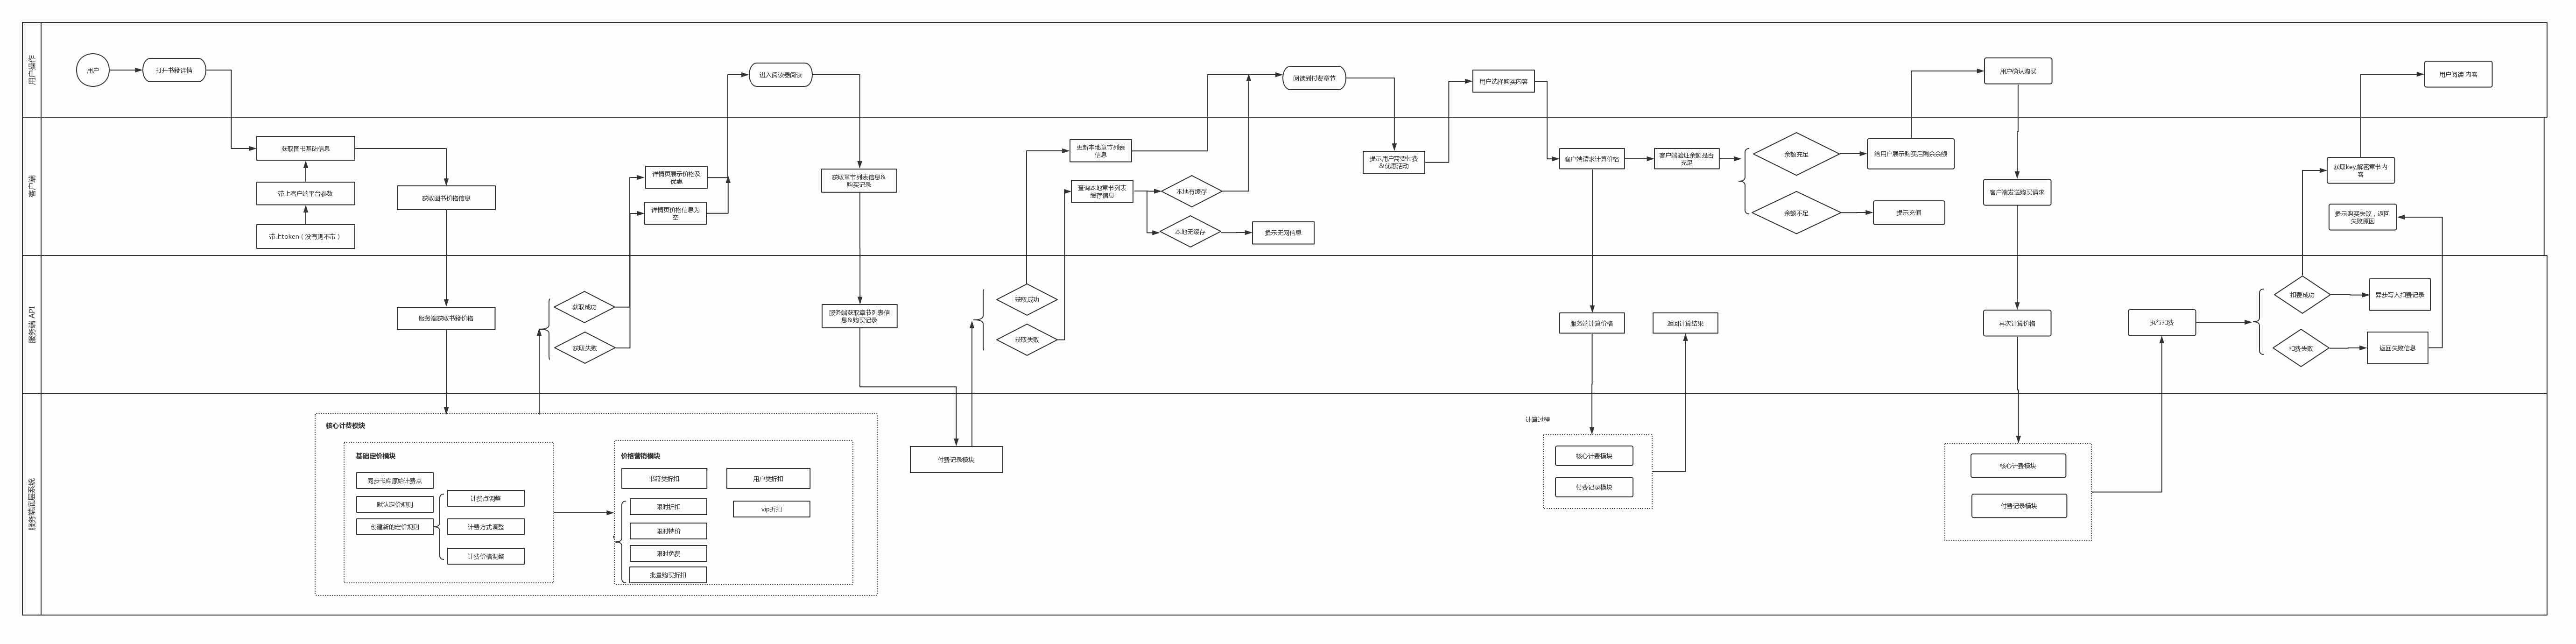 用户操作
用户
打开书籍详情
进入阅读器阅读
阅读到付费章节
用户选择购买内容
用户确认购买
用户阅读 内容
客户端
获取图书基础信息
带上客户端平台参数
带上token（没有则不带）
获取图书价格信息
详情页展示价格及
优惠
详情页价格信息为
空
获取章节列表信息&
购买记录
更新本地章节列表
信息
查询本地章节列表
缓存信息
本地有缓存
本地无缓存
提示无网信息
提示用户需要付费
&优惠活动
客户端请求计算价格
客户端验证余额是否
充足
余额充足
余额不足
给用户展示购买后剩余余额
提示充值
客户端发送购买请求
获取key,解密章节内
容
提示购买失败，返回
失败原因
服务端 API
服务端获取书籍价格
获取成功
获取失败
服务端获取章节列表信
息&购买记录
获取成功
获取失败
服务端计算价格
返回计算结果
再次计算价格
执行扣费
扣费成功
扣费失败
异步写入扣费记录
返回失败信息
服务端底层系统
核心计费模块
基础定价模块
同步书库原始计费点
默认定价规则
创建新的定价规则
计费点调整
计费方式调整
计费价格调整
价格营销模块
书籍类折扣
用户类折扣
限时折扣
vip折扣
限时特价
限时免费
批量购买折扣
付费记录模块
计算过程
核心计费模块
付费记录模块
核心计费模块
付费记录模块